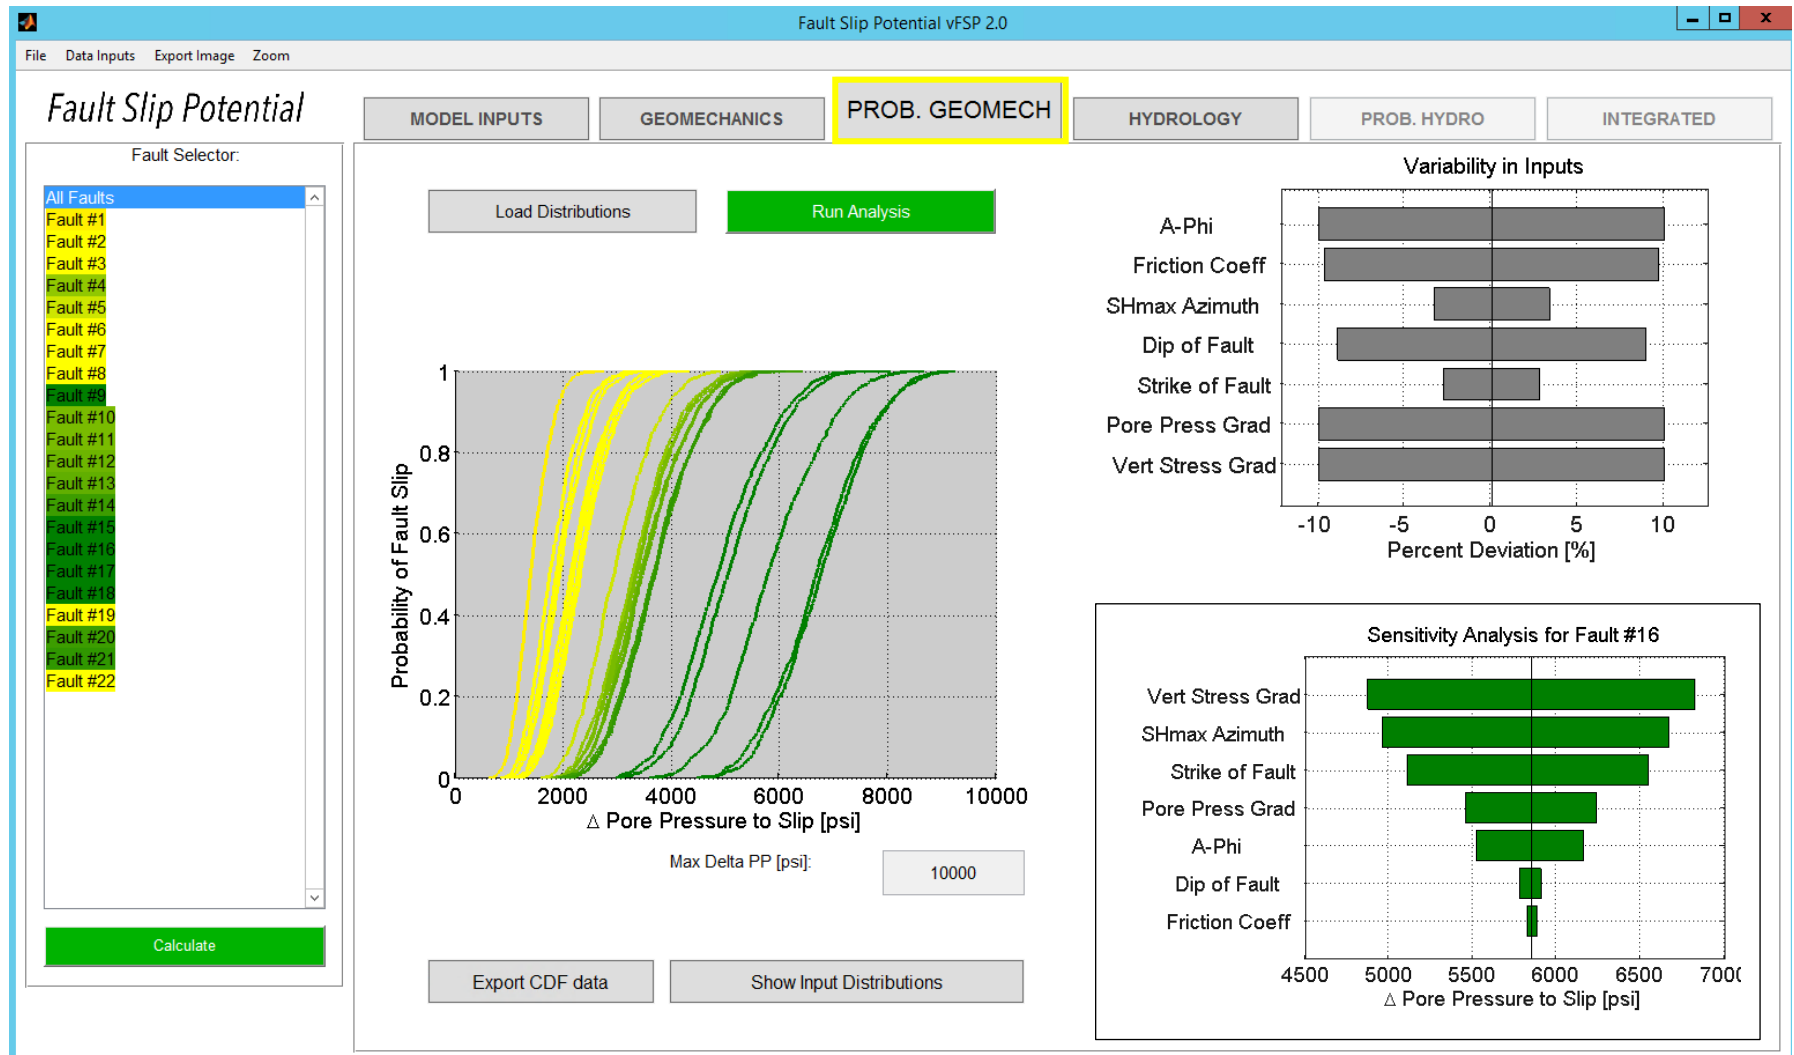 Fault Slip Potential vFSP 2.0
File Data Inputs Export Image Zoom
Fault Slip Potential
MODEL INPUTS
GEOMECHANICS
PROB. GEOMECH
HYDROLOGY
PROB. HYDRO
INTEGRATED
Fault Selector:
All Faults
Fault #1
Fault #2
Fault #3
Fault #4
Fault #5
Fault #6
Fault #7
Fault #8
Fault #9
Fault #10
Fault #11
Fault #12
Fault #13
Fault #14
Fault #15
Fault #16
Fault #17
Fault #18
Fault #19
Fault #20
Fault #21
Fault #22
Calculate
Load Distributions
Run Analysis
Probability of Fault Slip
1
0.8
0.6
0.4
0.2
0
0 2000 4000 6000 8000 10000
Δ Pore Pressure to Slip [psi]
Max Delta PP [psi]:
10000
Export CDF data
Show Input Distributions
Variability in Inputs
A-Phi
Friction Coeff
SHmax Azimuth
Dip of Fault
Strike of Fault
Pore Press Grad
Vert Stress Grad
-10 -5 0 5 10
Percent Deviation [%]
Sensitivity Analysis for Fault #16
Vert Stress Grad
SHmax Azimuth
Strike of Fault
Pore Press Grad
A-Phi
Dip of Fault
Friction Coeff
4500 5000 5500 6000 6500 7000
Δ Pore Pressure to Slip [psi]